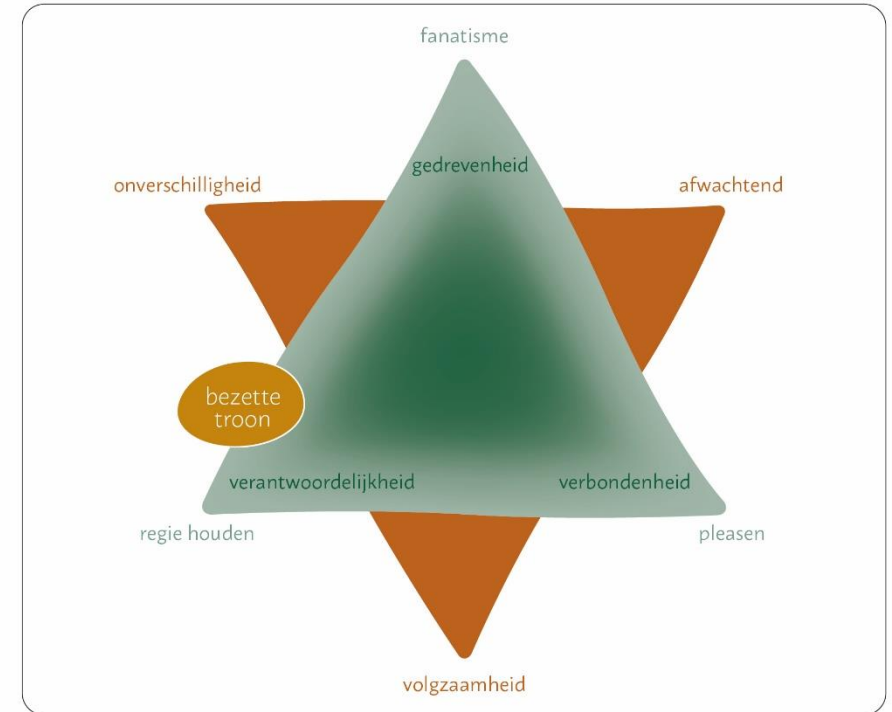 fanatisme
gedrevenheid
onverschilligheid
afwachtend
bezette
troon
verantwoordelijkheid
verbondenheid
regie houden
pleasen
volgzaamheid